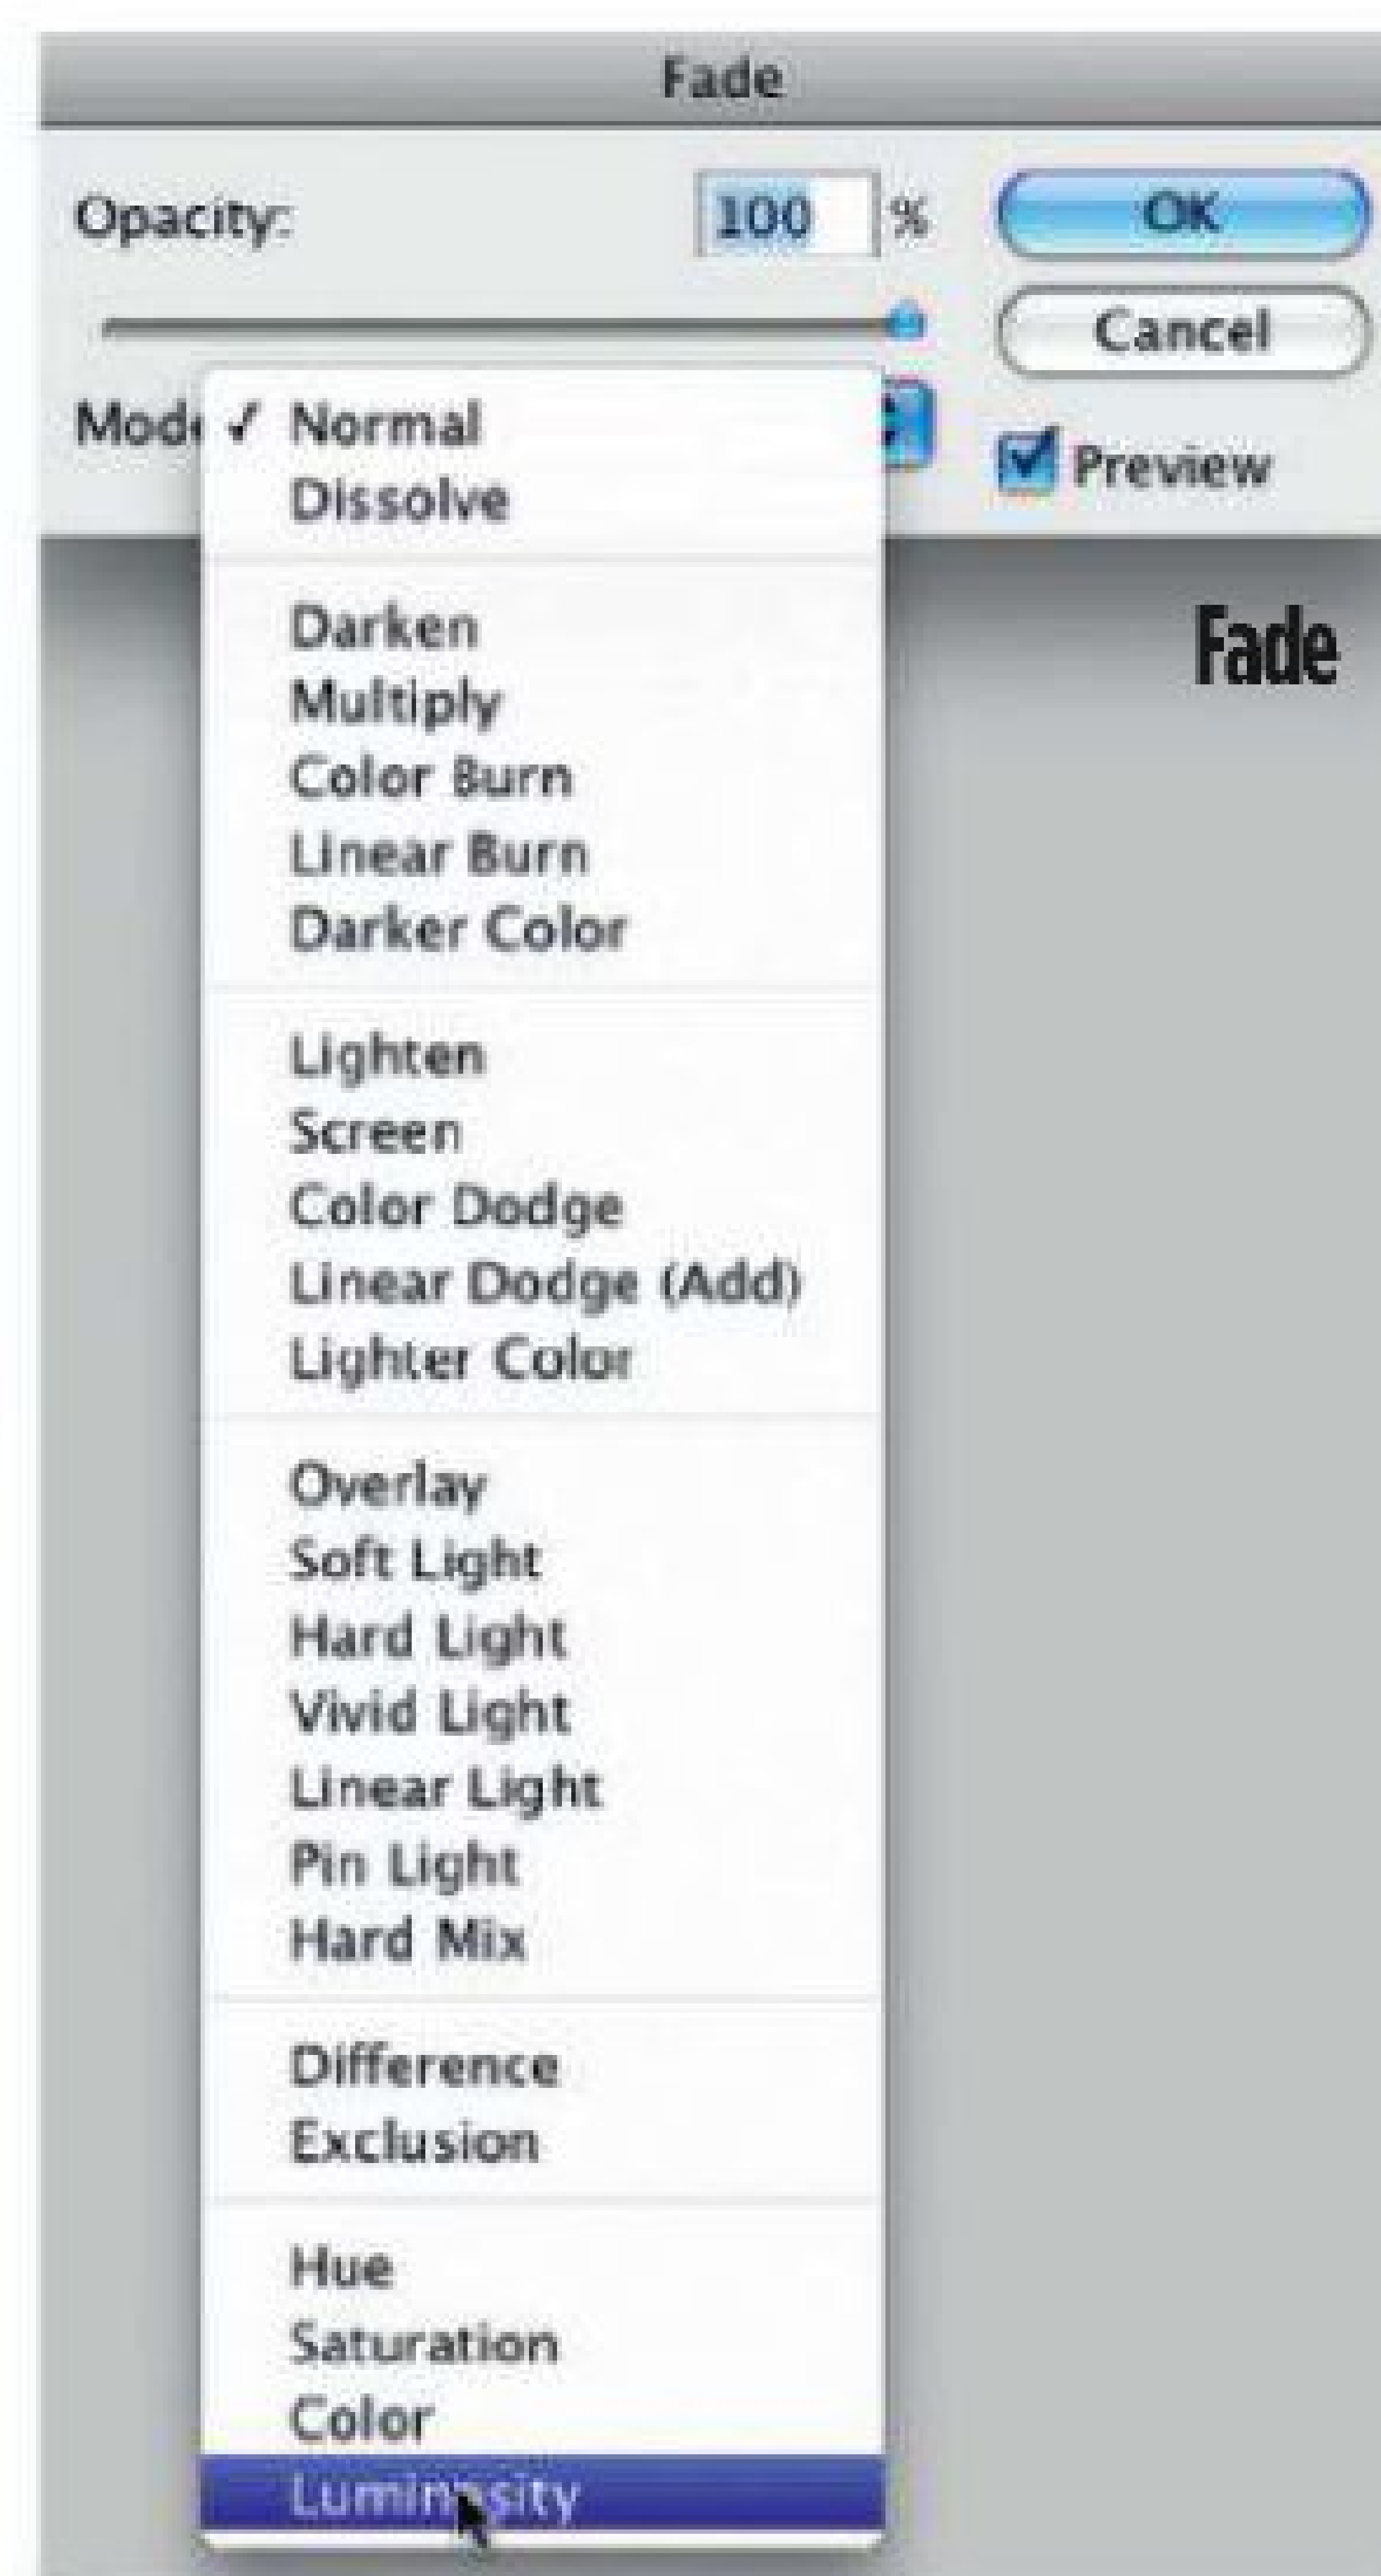 Fade
Opacity: 100 %
OK
Cancel
✓ Normal
Preview
Dissolve
Fade
Darken
Multiply
Color Burn
Linear Burn
Darker Color
Lighten
Screen
Color Dodge
Linear Dodge (Add)
Lighter Color
Overlay
Soft Light
Hard Light
Vivid Light
Linear Light
Pin Light
Hard Mix
Difference
Exclusion
Hue
Saturation
Color
Luminosity